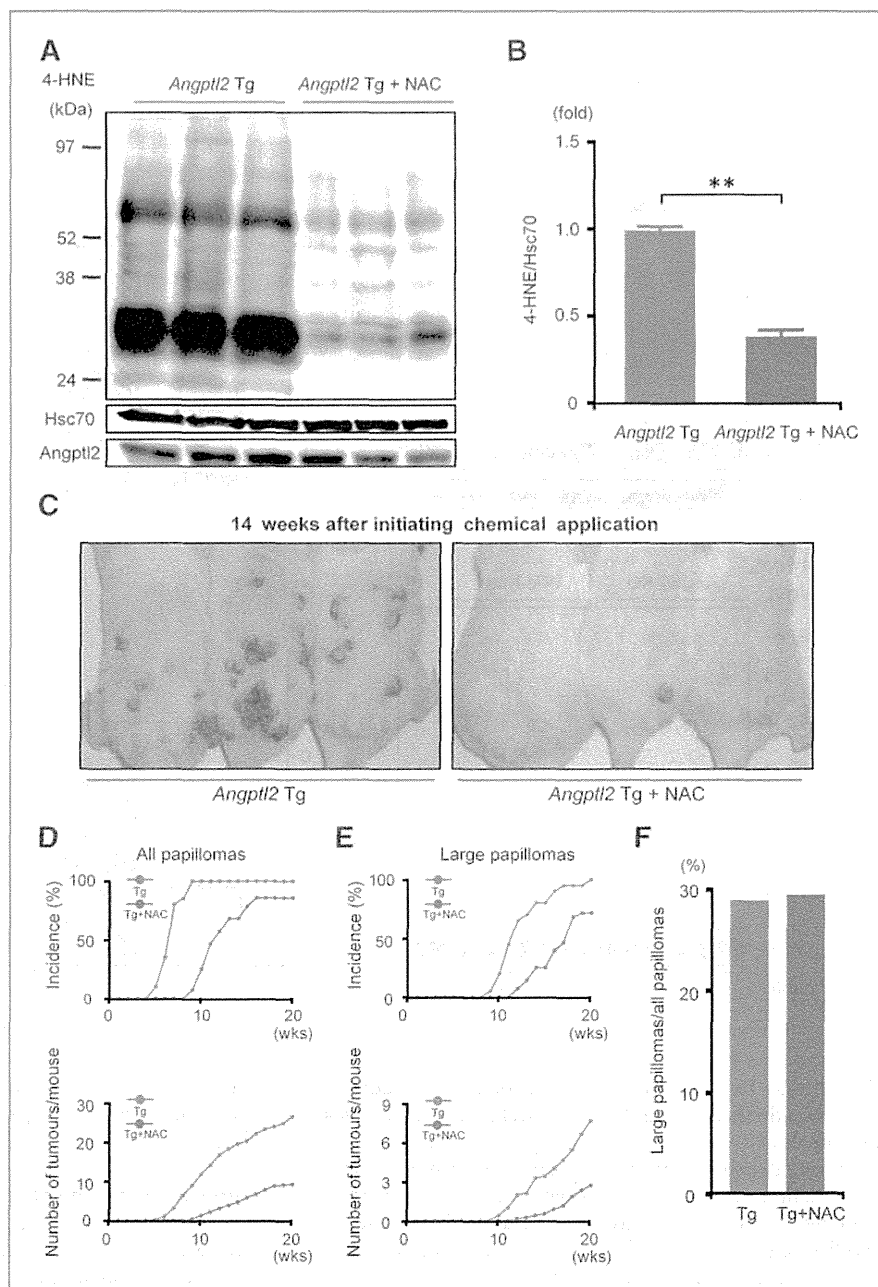 A
4-HNE
Angptl2 Tg
Angptl2 Tg + NAC
(kDa)
97
52
38
24
Hsc70
Angptl2
B
(fold)
1.5
1.0
0.5
0
**
4-HNE/Hsc70
Angptl2 Tg
Angptl2 Tg + NAC
C
14 weeks after initiating chemical application
Angptl2 Tg
Angptl2 Tg + NAC
D
All papillomas
Incidence (%)
100
50
0
Tg
Tg+NAC
0
10
20
(wks)
Number of tumours/mouse
30
20
10
0
Tg
Tg+NAC
0
10
20
(wks)
E
Large papillomas
Incidence (%)
100
50
0
Tg
Tg+NAC
0
10
20
(wks)
Number of tumours/mouse
9
6
3
0
Tg
Tg+NAC
0
10
20
(wks)
F
(%)
Large papillomas/all papillomas
30
20
10
0
Tg
Tg+NAC